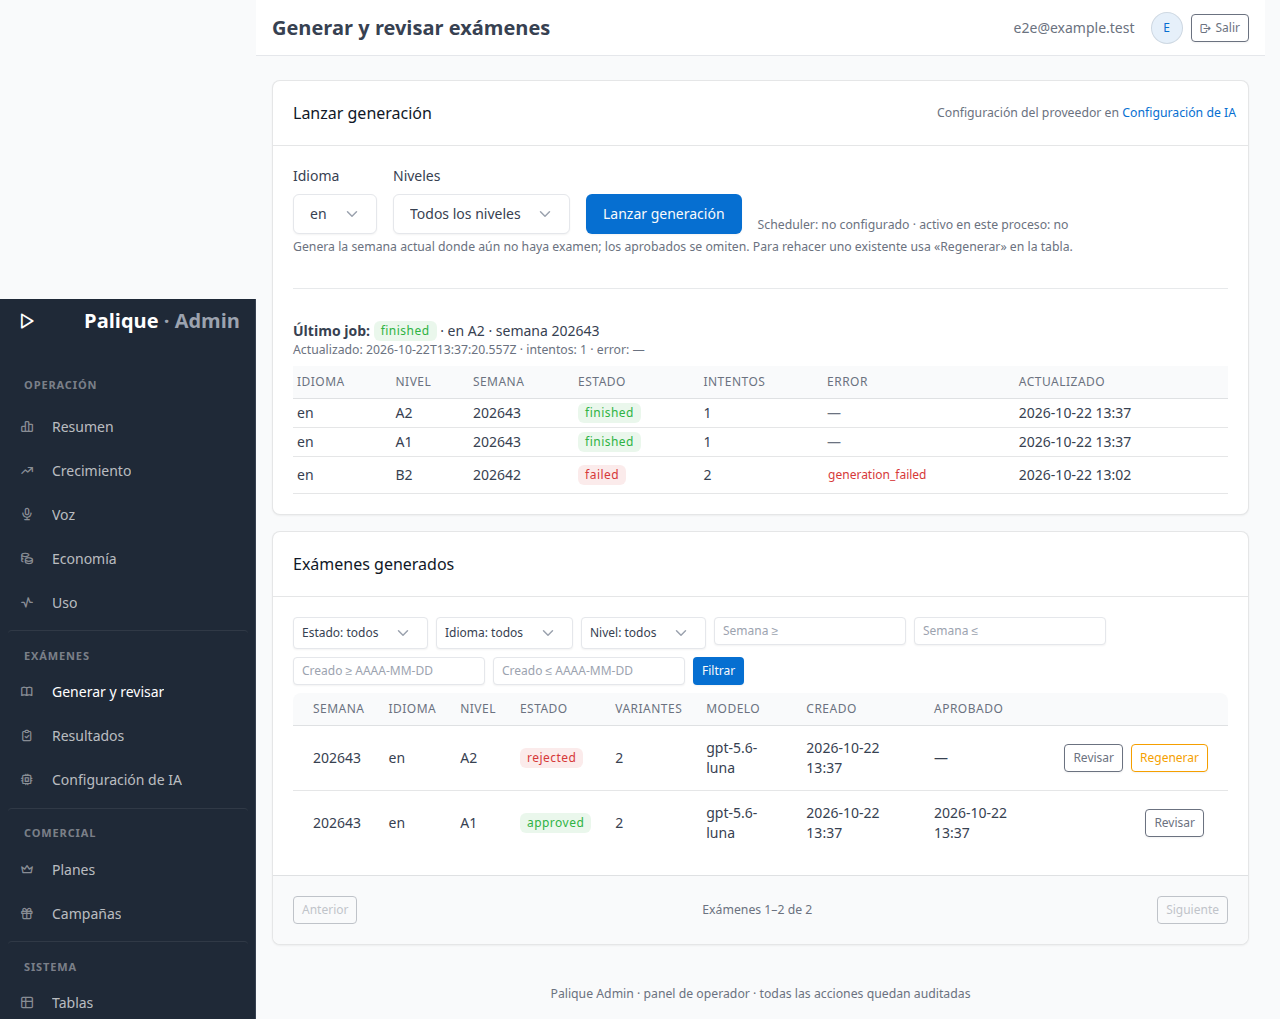 Generar y revisar exámenes
e2e@example.test
E
Salir
Palique · Admin
OPERACIÓN
Resumen
Crecimiento
Voz
Economía
Uso
EXÁMENES
Generar y revisar
Resultados
Configuración de IA
COMERCIAL
Planes
Campañas
SISTEMA
Tablas
Lanzar generación
Configuración del proveedor en Configuración de IA
Idioma Niveles
en Todos los niveles Lanzar generación Scheduler: no configurado · activo en este proceso: no
Genera la semana actual donde aún no haya examen; los aprobados se omiten. Para rehacer uno existente usa «Regenerar» en la tabla.
Último job: finished · en A2 · semana 202643
Actualizado: 2026-10-22T13:37:20.557Z · intentos: 1 · error: —
IDIOMA NIVEL SEMANA ESTADO INTENTOS ERROR ACTUALIZADO
en A2 202643 finished 1 — 2026-10-22 13:37
en A1 202643 finished 1 — 2026-10-22 13:37
en B2 202642 failed 2 generation_failed 2026-10-22 13:02
Exámenes generados
Estado: todos Idioma: todos Nivel: todos Semana ≥ Semana ≤
Creado ≥ AAAA-MM-DD Creado ≤ AAAA-MM-DD Filtrar
SEMANA IDIOMA NIVEL ESTADO VARIANTES MODELO CREADO APROBADO
202643 en A2 rejected 2 gpt-5.6-luna 2026-10-22 13:37 — Revisar Regenerar
202643 en A1 approved 2 gpt-5.6-luna 2026-10-22 13:37 2026-10-22 13:37 Revisar
Anterior Exámenes 1–2 de 2 Siguiente
Palique Admin · panel de operador · todas las acciones quedan auditadas